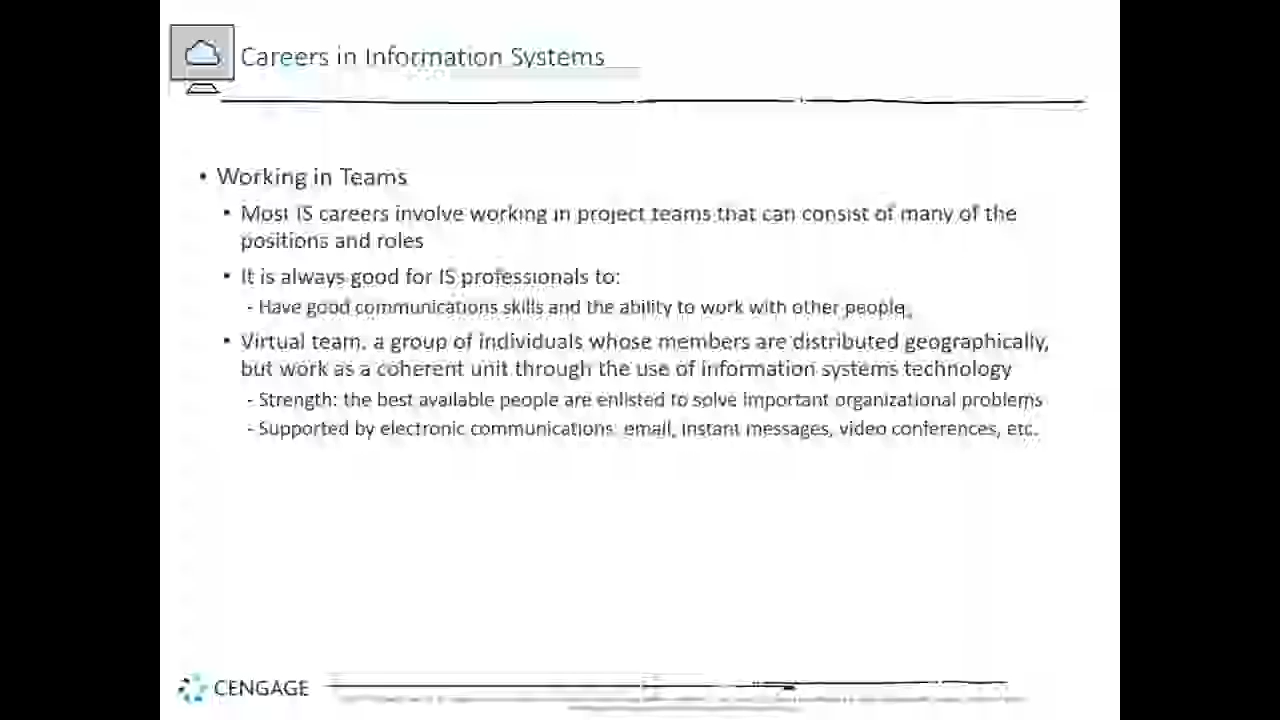 Careers in Information Systems
• Working in Teams
• Most IS careers involve working in project teams that can consist of many of the
positions and roles
• It is always good for IS professionals to:
- Have good communications skills and the ability to work with other people
• Virtual team: a group of individuals whose members are distributed geographically,
but work as a coherent unit through the use of information systems technology
- Strength: the best available people are enlisted to solve important organizational problems
- Supported by electronic communications: email, instant messages, video conferences, etc.
CENGAGE